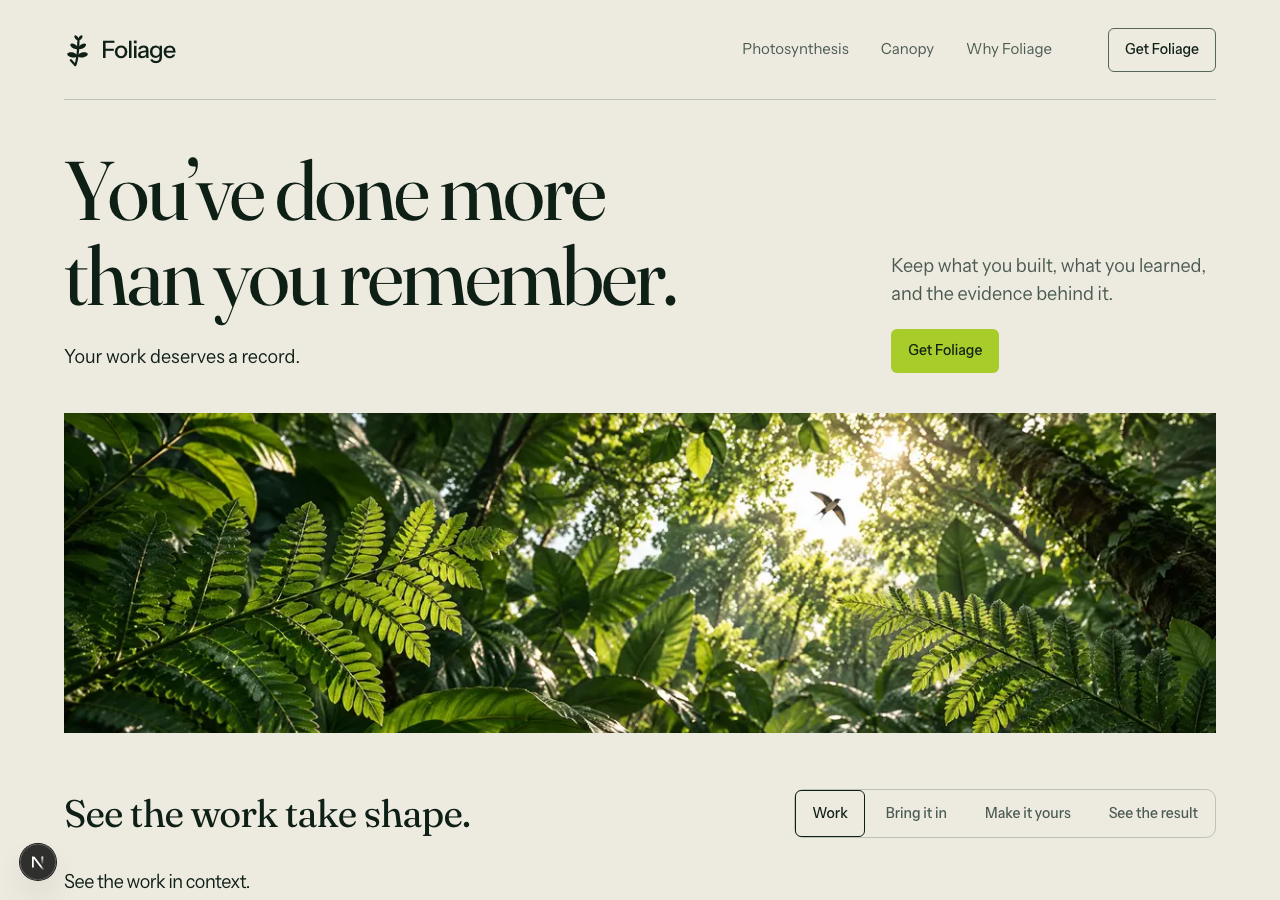 Foliage
Photosynthesis
Canopy
Why Foliage
Get Foliage
You’ve done more
than you remember.
Your work deserves a record.
Keep what you built, what you learned,
and the evidence behind it.
Get Foliage
See the work take shape.
Work
Bring it in
Make it yours
See the result
N
See the work in context.